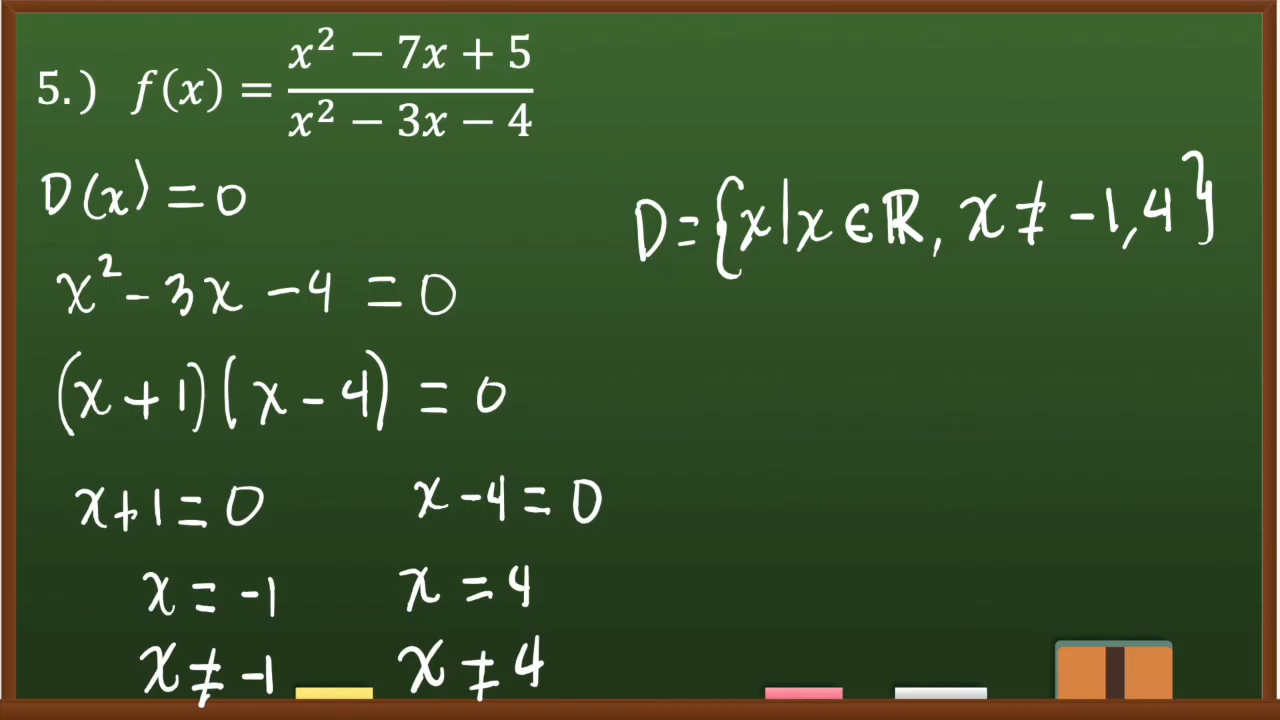 5.) f(x) = (x² − 7x + 5)/(x² − 3x − 4)
D(x) = 0
x² - 3x - 4 = 0
(x + 1)(x - 4) = 0
x+1 = 0    x - 4 = 0
x = -1    x = 4
x ≠ -1    x ≠ 4
D = {x|x ∈ ℝ, x ≠ -1, 4}